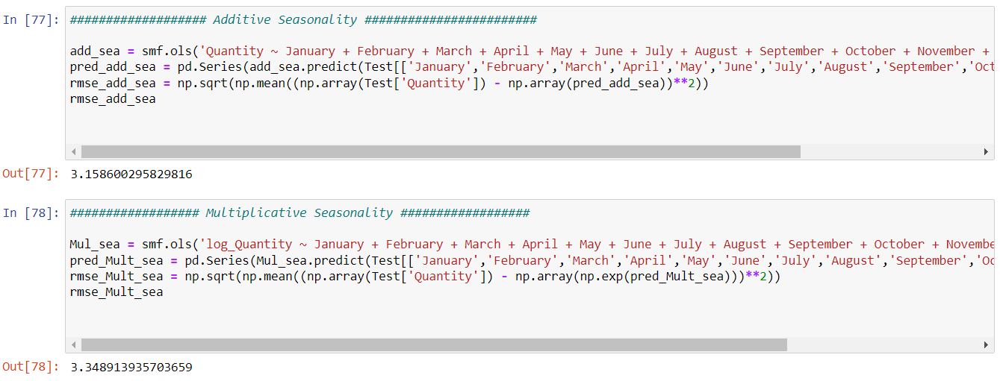 In [77]:
################### Additive Seasonality ########################
add_sea = smf.ols('Quantity ~ January + February + March + April + May + June + July + August + September + October + November +
pred_add_sea = pd.Series(add_sea.predict(Test[['January','February','March','April','May','June','July','August','September','Oct
rmse_add_sea = np.sqrt(np.mean((np.array(Test['Quantity']) - np.array(pred_add_sea))**2))
rmse_add_sea
Out[77]: 3.158600295829816
In [78]:
################## Multiplicative Seasonality ##################
Mul_sea = smf.ols('log_Quantity ~ January + February + March + April + May + June + July + August + September + October + Novembe
pred_Mult_sea = pd.Series(Mul_sea.predict(Test[['January','February','March','April','May','June','July','August','September','Oc
rmse_Mult_sea = np.sqrt(np.mean((np.array(Test['Quantity']) - np.array(np.exp(pred_Mult_sea)))**2))
rmse_Mult_sea
Out[78]: 3.348913935703659